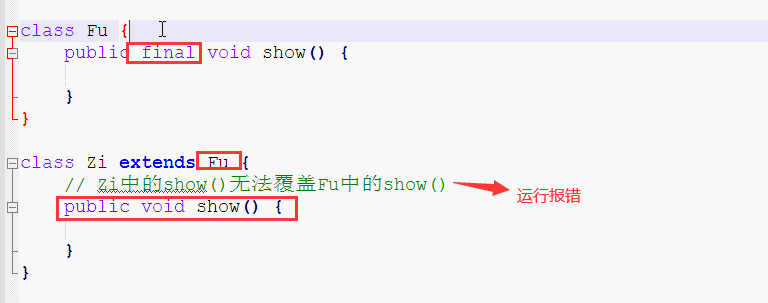 class Fu {
public final void show() {
}
}
class Zi extends Fu {
// Zi中的show()无法覆盖Fu中的show()
运行报错
public void show() {
}
}